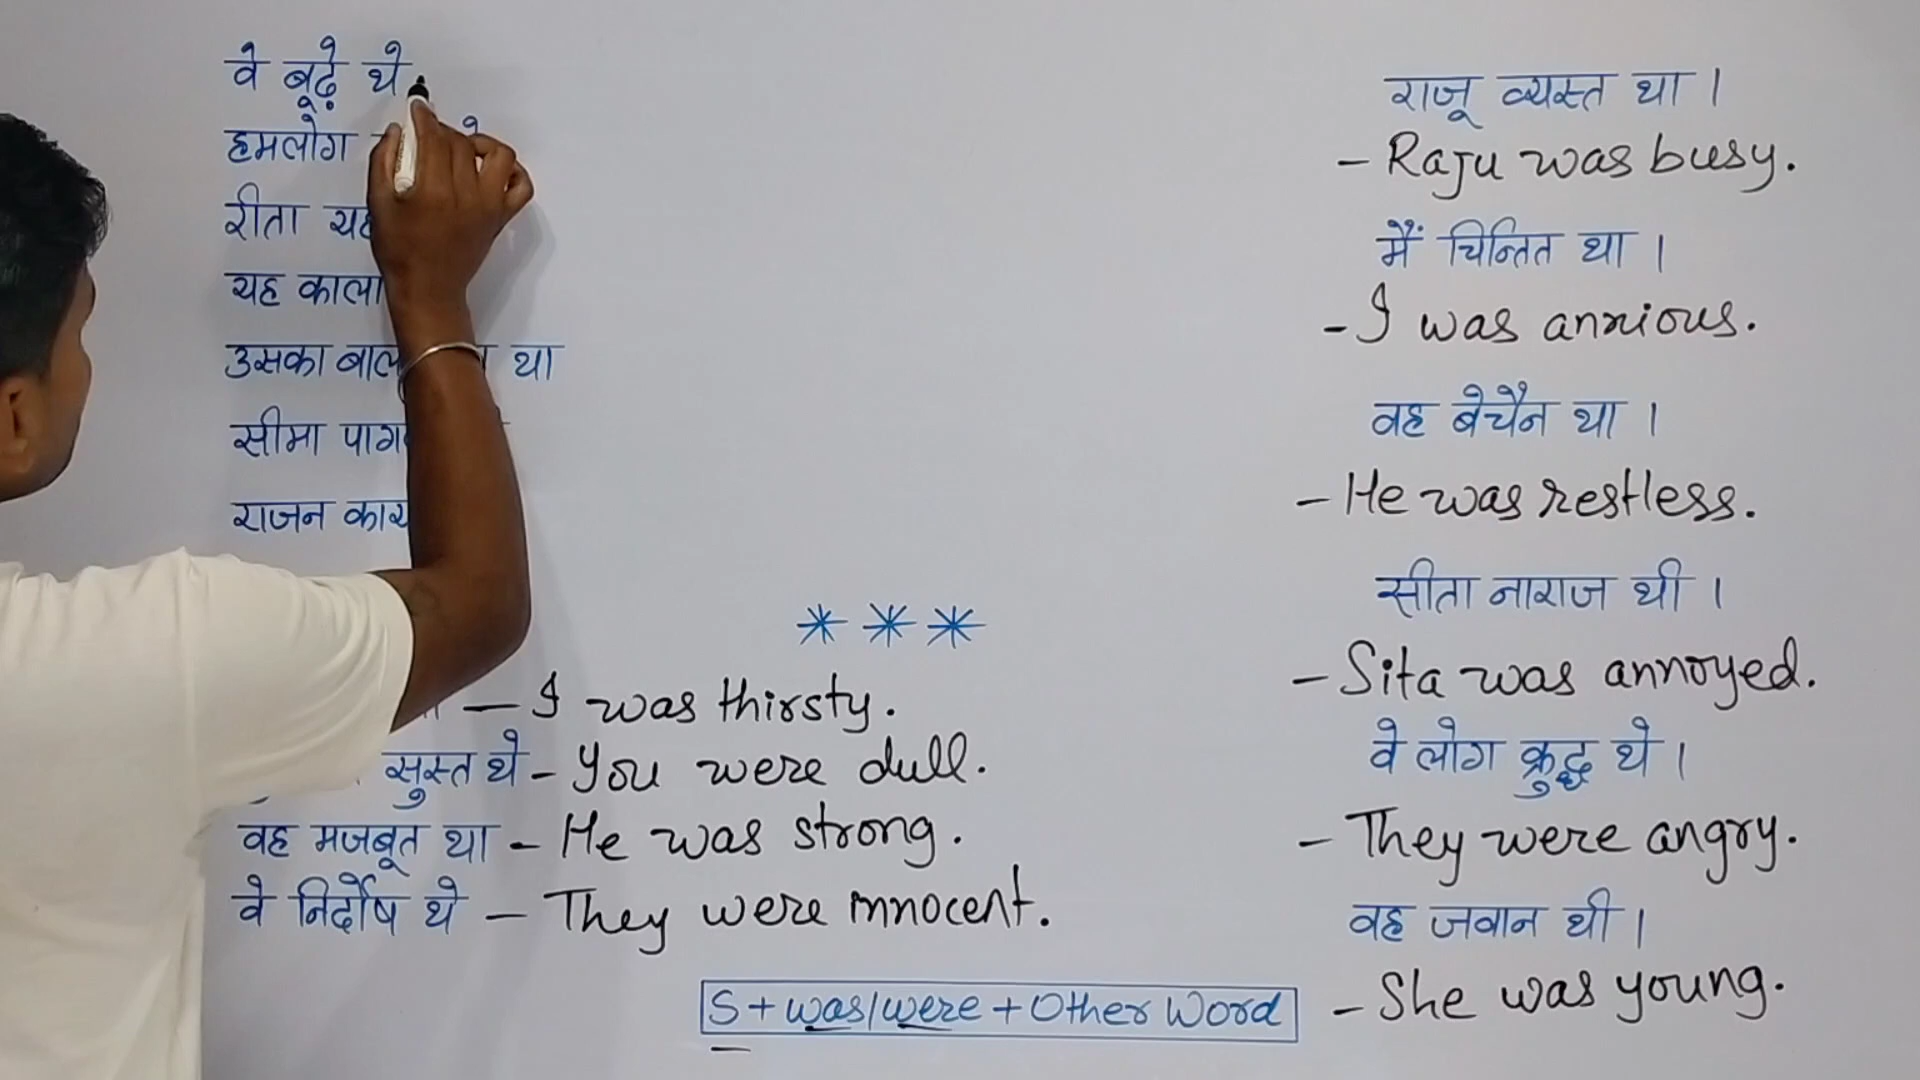 वे बूढ़े थे
हमलोग
रीता
यह काला
उसका था
सीमा
राजन
***
— I was thirsty.
सुस्त थे - You were dull.
वह मजबूत था - He was strong.
वे निर्दोष थे — They were innocent.
S + was/were + Other Word
राजू व्यस्त था ।
- Raju was busy.
मैं चिन्तित था ।
- I was anxious.
वह बेचैन था ।
- He was restless.
सीता नाराज थी ।
- Sita was annoyed.
वे लोग क्रुद्ध थे ।
- They were angry.
वह जवान थी ।
- She was young.